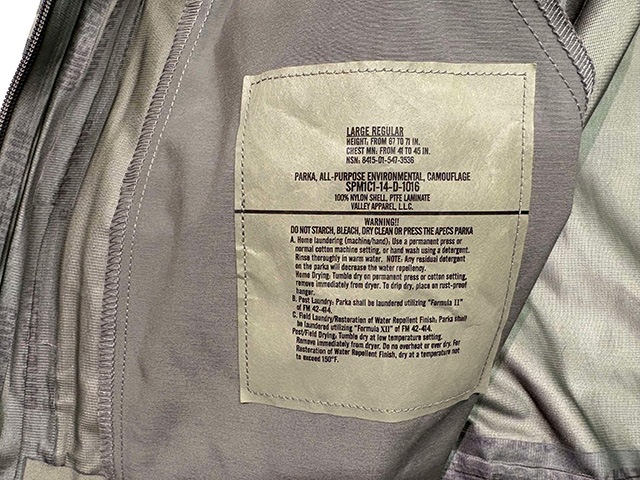 LARGE REGULAR
HEIGHT: FROM 67 TO 71 IN.
CHEST MN: FROM 41 TO 45 IN.
NSN: 8415-01-547-3536
PARKA, ALL-PURPOSE ENVIRONMENTAL, CAMOUFLAGE
SPM1C1-14-D-1016
100% NYLON SHELL, PTFE LAMINATE
VALLEY APPAREL, L.L.C.
WARNING!!
DO NOT STARCH, BLEACH, DRY CLEAN OR PRESS THE APECS PARKA
A. Home laundering (machine/hand): Use a permanent press or
normal cotton machine setting, or hand wash using a detergent.
Rinse thoroughly in warm water. NOTE: Any residual detergent
on the parka will decrease the water repellency.
Home Drying: Tumble dry on permanent press or cotton setting,
remove immediately from dryer. To drip dry, place on rust-proof
hanger.
B. Post Laundry: Parka shall be laundered utilizing "Formula II"
of FM 42-414.
C. Field Laundry/Restoration of Water Repellent Finish: Parka shall
be laundered utilizing "Formula XII" of FM 42-414.
Post/Field Drying: Tumble dry at low temperature setting.
Remove immediately from dryer. Do no overheat or over dry. For
Restoration of Water Repellent Finish, dry at a temperature not
to exceed 150°F.